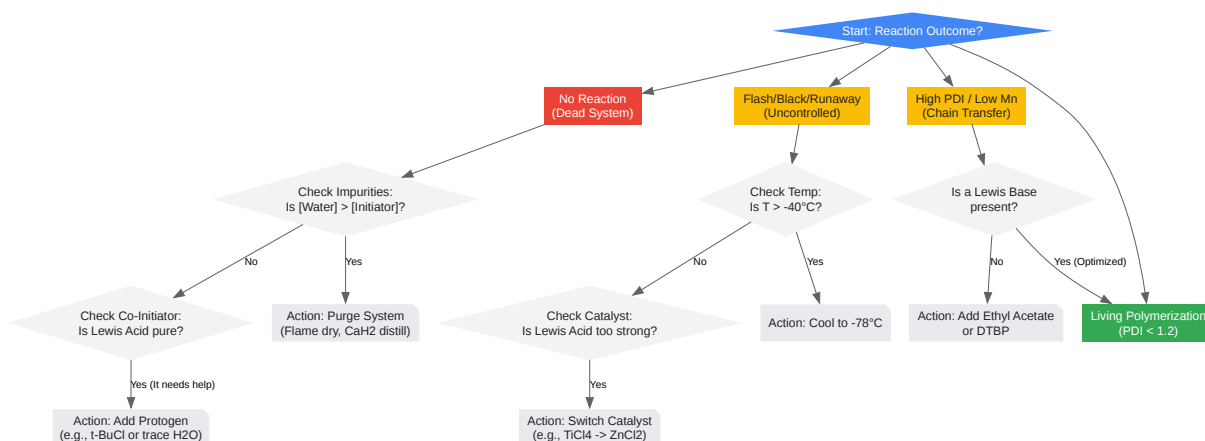 Start: Reaction Outcome?
No Reaction
(Dead System)
Flash/Black/Runaway
(Uncontrolled)
High PDI / Low Mn
(Chain Transfer)
Check Impurities:
Is [Water] > [Initiator]?
Check Temp:
Is T > -40°C?
Is a Lewis Base
present?
No
Yes
No
Yes
No
Yes (Optimized)
Check Co-Initiator:
Is Lewis Acid pure?
Action: Purge System
(Flame dry, CaH2 distill)
Check Catalyst:
Is Lewis Acid too strong?
Action: Cool to -78°C
Action: Add Ethyl Acetate
or DTBP
Living Polymerization
(PDI < 1.2)
Yes (It needs help)
Yes
Action: Add Protogen
(e.g., t-BuCl or trace H2O)
Action: Switch Catalyst
(e.g., TiCl4 -> ZnCl2)